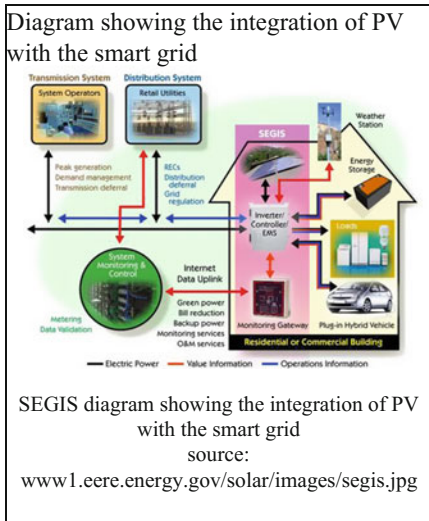 Diagram showing the integration of PV
with the smart grid
Transmission System
Distribution System
System Operators
Retail Utilities
Weather
Station
SEGIS
Energy
Storage
Peak generation
Demand management
Transmission deferral
RECs
Distribution
deferral
Grid
regulation
Inverter/
Controller/
EMS
Loads
System
Monitoring &
Control
Internet
Data Uplink
Metering
Data Validation
Green power
Bill reduction
Backup power
Monitoring services
O&M services
Monitoring Gateway
Plug-in Hybrid Vehicle
Residential or Commercial Building
Electric Power
Value Information
Operations Information
SEGIS diagram showing the integration of PV
with the smart grid
source:
www1.eere.energy.gov/solar/images/segis.jpg